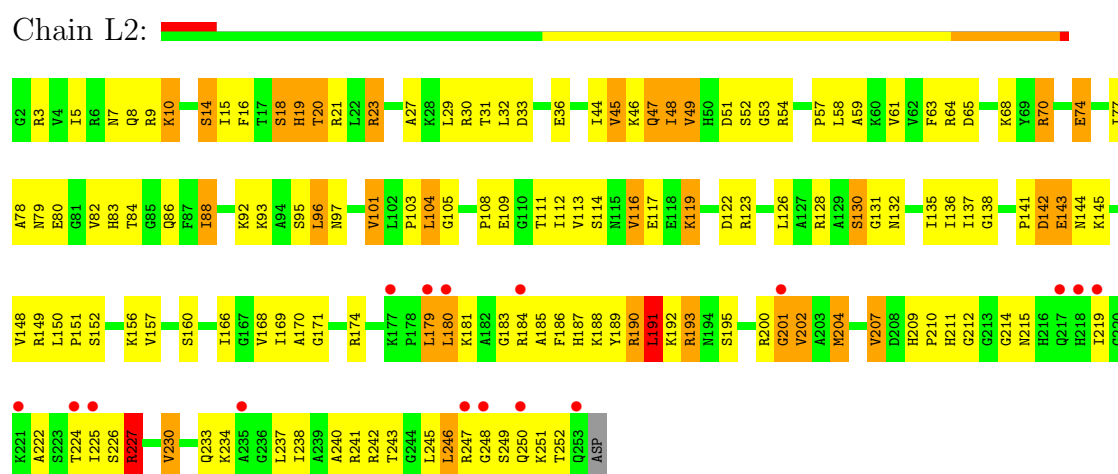 Chain L2:
G2 R3 V4 I5 R6 N7 Q8 R9 K10 S14 I15 F16 T17 S18 H19 T20 R21 L22 R23 A27 K28 L29 R30 T31 L32 D33 E36 I44 V45 K46 Q47 I48 V49 H50 D51 S52 G53 R54 P57 L58 A59 K60 V61 V62 F63 R64 D65 K68 Y69 R70 E74 I77
A78 N79 E80 G81 V82 H83 T84 G85 Q86 F87 I88 K92 K93 A94 S95 L96 N97 V101 L102 P103 L104 G105 P108 E109 G110 T111 I112 V113 S114 N115 V116 E117 E118 K119 D122 R123 L126 A127 R128 A129 S130 G131 N132 I135 I136 I137 G138 P141 D142 E143 N144 K145
V148 R149 L150 P151 S152 K156 V157 S160 I166 G167 V168 I169 A170 G171 R174 K177 P178 L179 L180 K181 A182 G183 R184 A185 F186 H187 K188 Y189 R190 L191 K192 R193 N194 S195 R200 G201 V202 A203 M204 V207 D208 H209 P210 H211 G212 G213 G214 N215 H216 Q217 H218 I219 G220
K221 A222 S223 T224 I225 S226 R227 V230 Q233 K234 A235 G236 L237 I238 A239 A240 R241 R242 T243 G244 L245 L246 R247 G248 S249 Q250 K251 T252 Q253 ASP